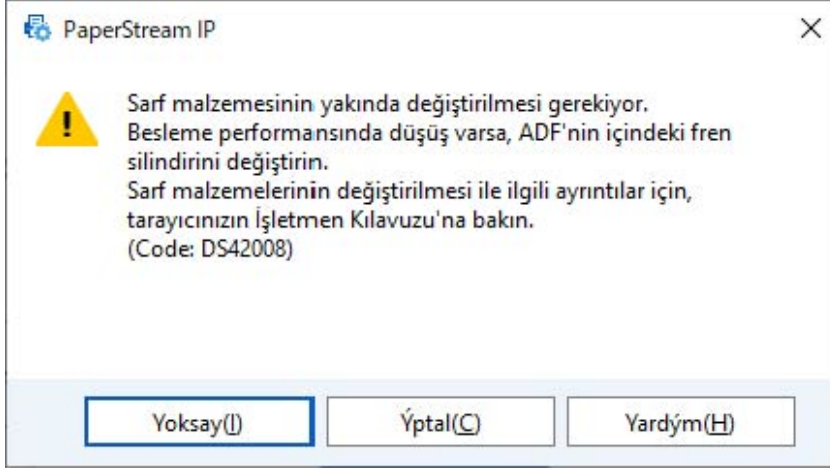 PaperStream IP
Sarf malzemesinin yakında değiştirilmesi gerekiyor.
Besleme performansında düşüş varsa, ADF'nin içindeki fren
silindirini değiştirin.
Sarf malzemelerinin değiştirilmesi ile ilgili ayrıntılar için,
tarayıcınızın İşletmen Kılavuzu'na bakın.
(Code: DS42008)
Yoksay(I) Ýptal(C) Yardým(H)